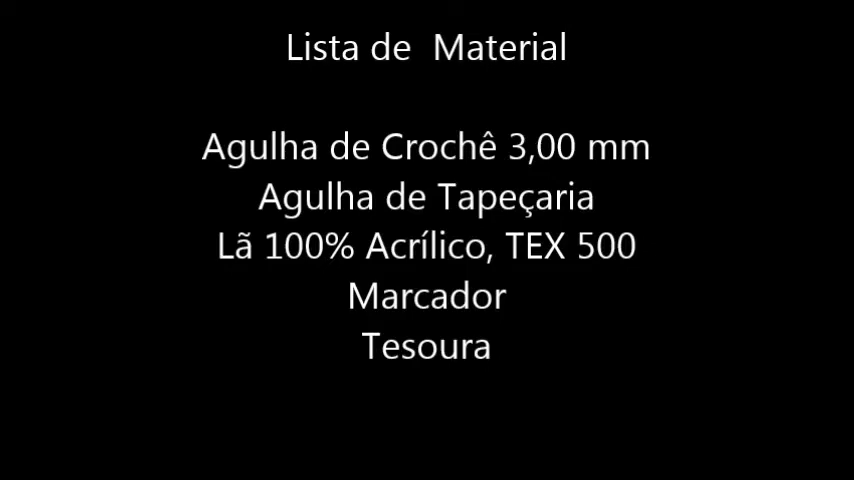 Lista de  Material
Agulha de Crochê 3,00 mm
Agulha de Tapeçaria
Lã 100% Acrílico, TEX 500
Marcador
Tesoura